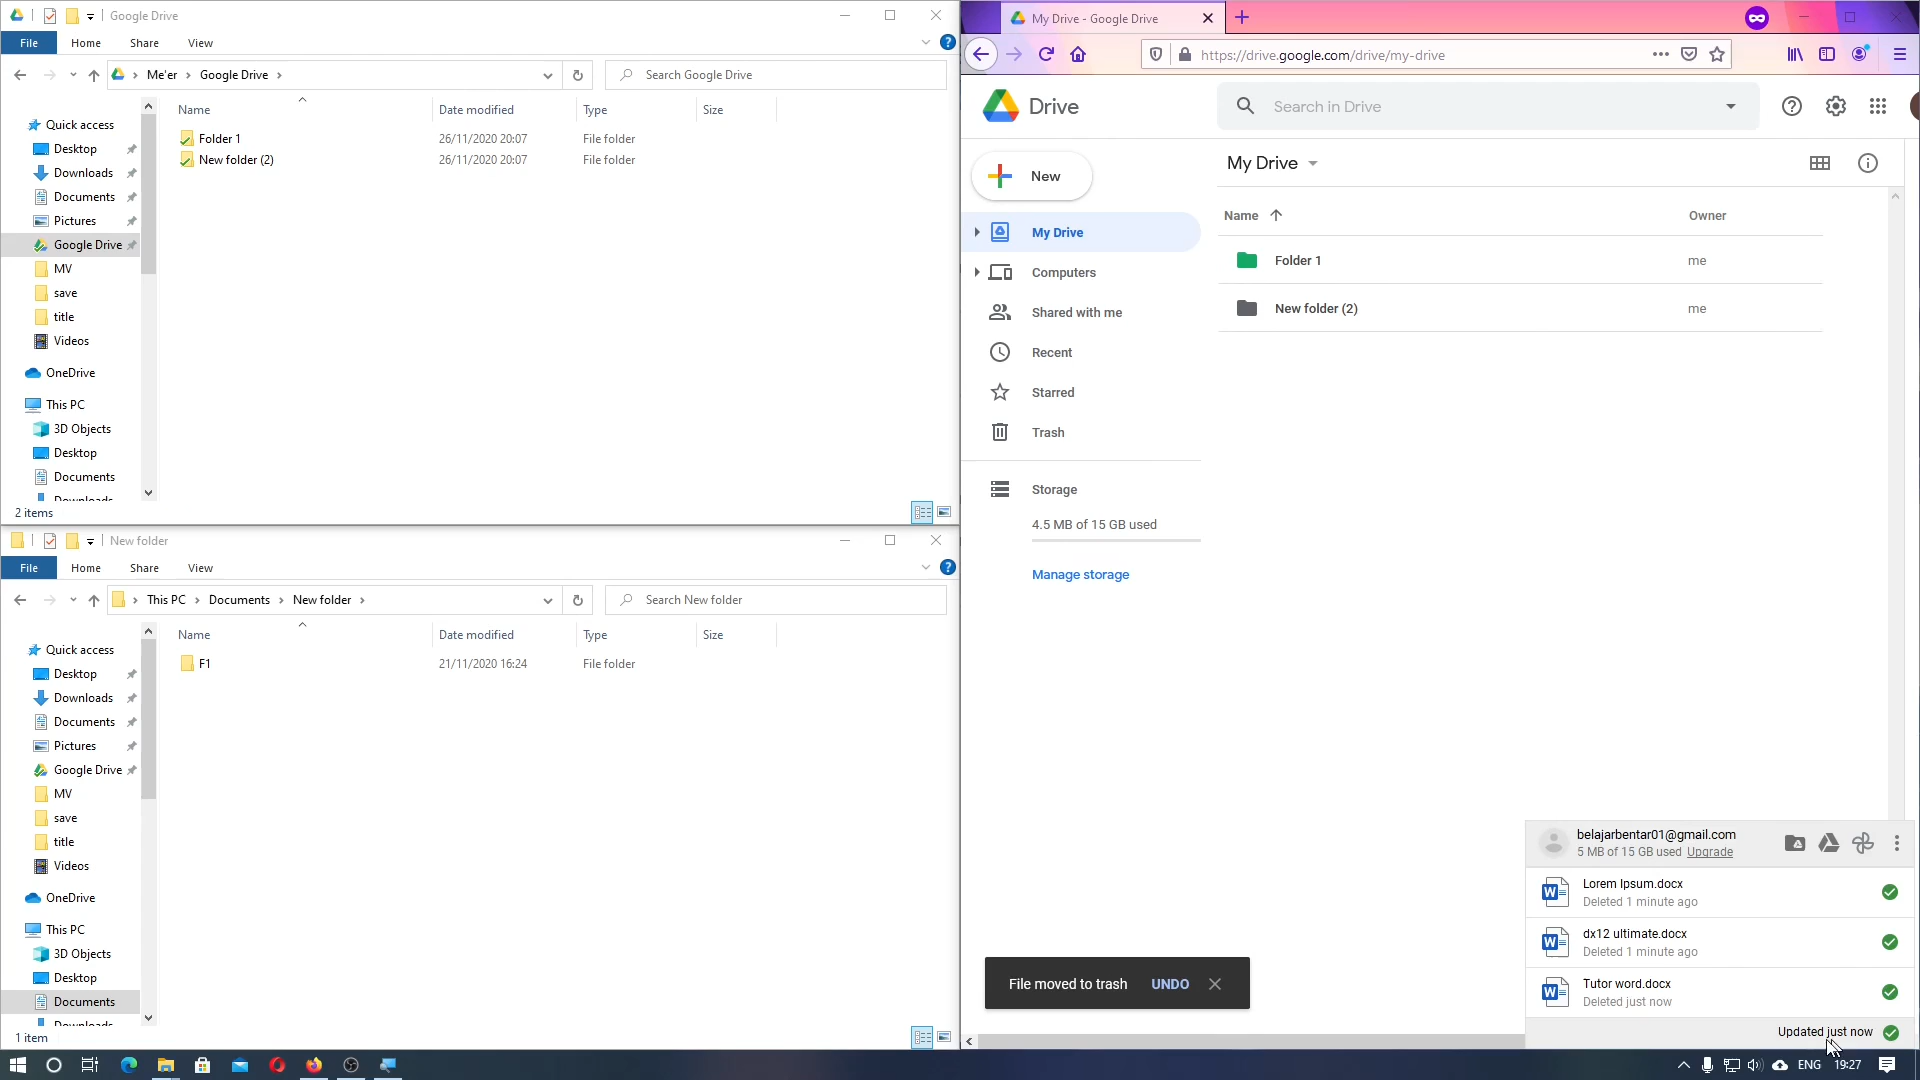 Google Drive
File Home Share View
Me'er Google Drive
Search Google Drive
Name Date modified Type Size
Folder 1 26/11/2020 20:07 File folder
New folder (2) 26/11/2020 20:07 File folder
Quick access
Desktop
Downloads
Documents
Pictures
Google Drive
MV
save
title
Videos
OneDrive
This PC
3D Objects
Desktop
Documents
Downloads
2 items
New folder
File Home Share View
This PC Documents New folder
Search New folder
Name Date modified Type Size
F1 21/11/2020 16:24 File folder
Quick access
Desktop
Downloads
Documents
Pictures
Google Drive
MV
save
title
Videos
OneDrive
This PC
3D Objects
Desktop
Documents
Downloads
1 item
My Drive - Google Drive
https://drive.google.com/drive/my-drive
Drive
Search in Drive
New
My Drive
Computers
Shared with me
Recent
Starred
Trash
Storage
4.5 MB of 15 GB used
Manage storage
My Drive
Name Owner
Folder 1 me
New folder (2) me
File moved to trash UNDO
belajarbentar01@gmail.com
5 MB of 15 GB used Upgrade
Lorem Ipsum.docx
Deleted 1 minute ago
dx12 ultimate.docx
Deleted 1 minute ago
Tutor word.docx
Deleted just now
Updated just now
ENG 19:27